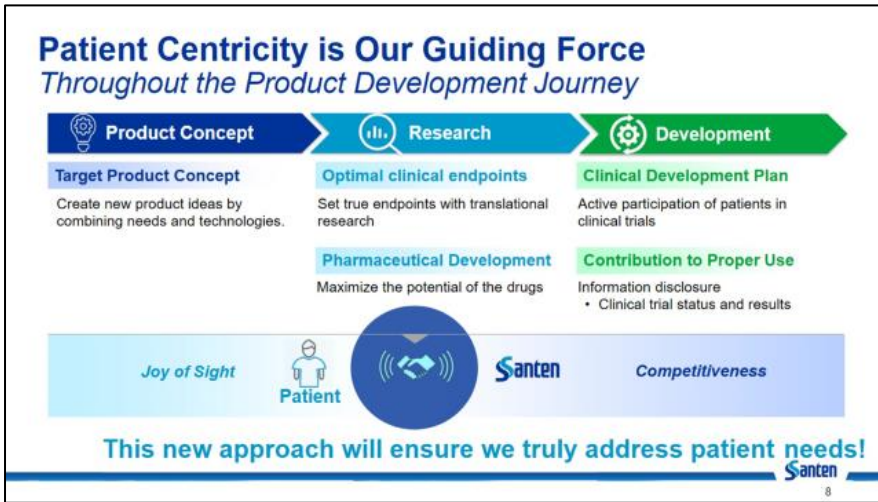 Patient Centricity is Our Guiding Force
Throughout the Product Development Journey
Product Concept
Research
Development
Target Product Concept
Create new product ideas by
combining needs and technologies.
Optimal clinical endpoints
Set true endpoints with translational
research
Pharmaceutical Development
Maximize the potential of the drugs
Clinical Development Plan
Active participation of patients in
clinical trials
Contribution to Proper Use
Information disclosure
• Clinical trial status and results
Joy of Sight
Patient
Santen
Competitiveness
This new approach will ensure we truly address patient needs!
Santen
8